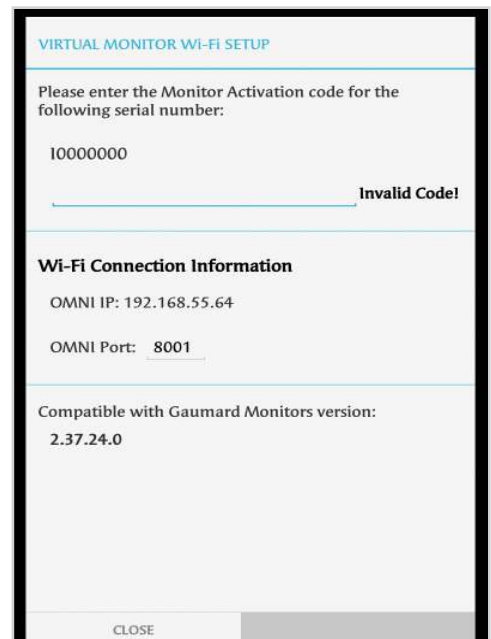 VIRTUAL MONITOR Wi-Fi SETUP
Please enter the Monitor Activation code for the
following serial number:
I0000000
Invalid Code!
Wi-Fi Connection Information
OMNI IP: 192.168.55.64
OMNI Port: 8001
Compatible with Gaumard Monitors version:
2.37.24.0
CLOSE